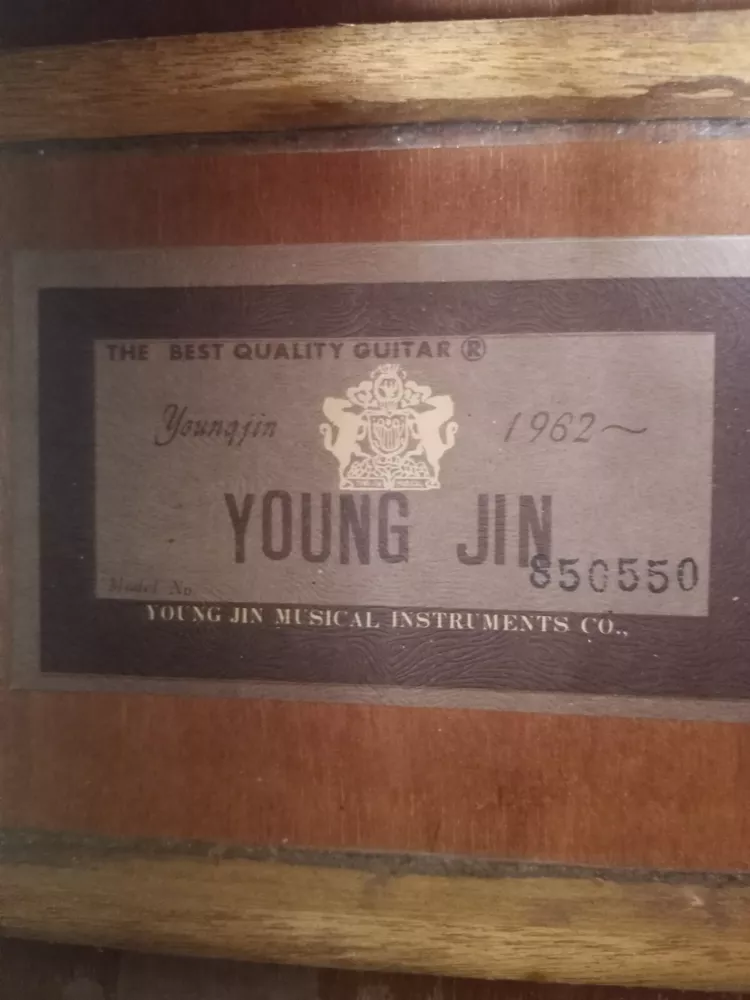 THE BEST QUALITY GUITAR ®
Youngjin 1962~
YOUNG JIN
Model No 850550
YOUNG JIN MUSICAL INSTRUMENTS CO.,